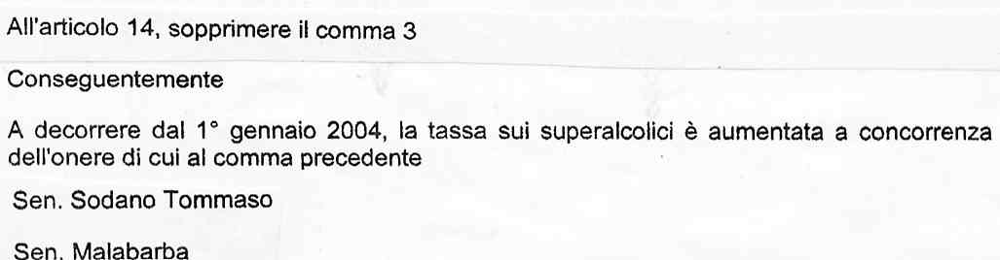 All'articolo 14, sopprimere il comma 3
Conseguentemente
A decorrere dal 1° gennaio 2004, la tassa sui superalcolici è aumentata a concorrenza
dell'onere di cui al comma precedente
Sen. Sodano Tommaso
Sen. Malabarba